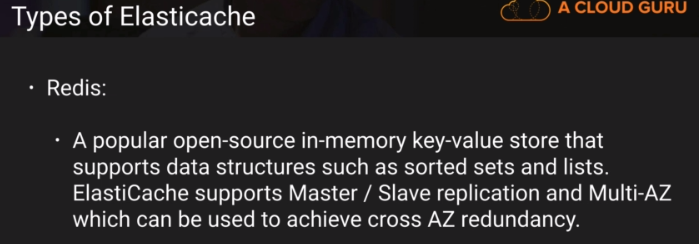 Types of Elasticache
A CLOUD GURU
· Redis:
· A popular open-source in-memory key-value store that
supports data structures such as sorted sets and lists.
ElastiCache supports Master / Slave replication and Multi-AZ
which can be used to achieve cross AZ redundancy.